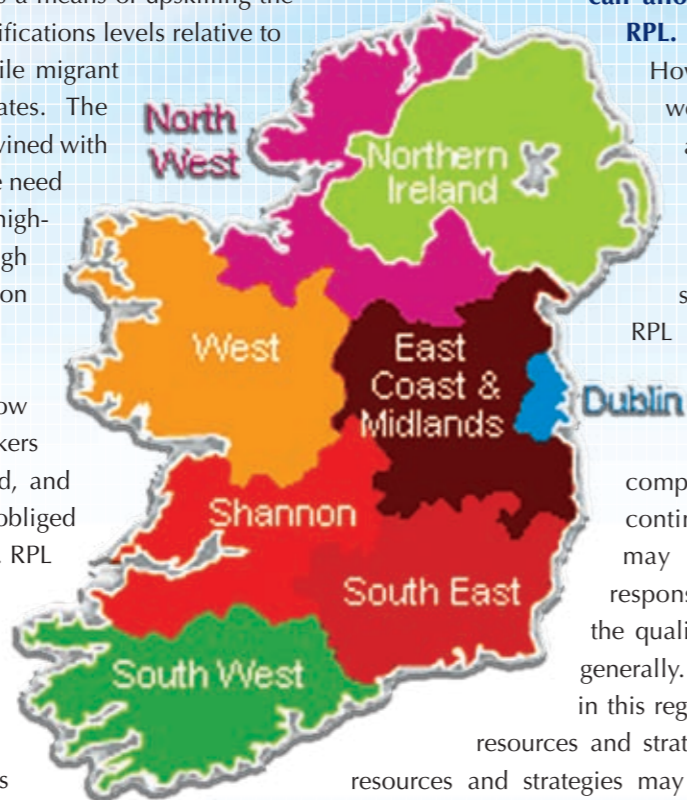 a means of upskilling the
ifications levels relative to
ile migrant
ates. The
vined with
need
high-
gh
on
ow
kers
d, and
obliged
RPL
s
North
West
Northern
Ireland
West
East
Coast &
Midlands
Dublin
Shannon
South East
South West
can allo
RPL.
How
we
a
s
RPL
comp
contin
may
respons
the quali
generally.
in this reg
resources and strat
resources and strategies may